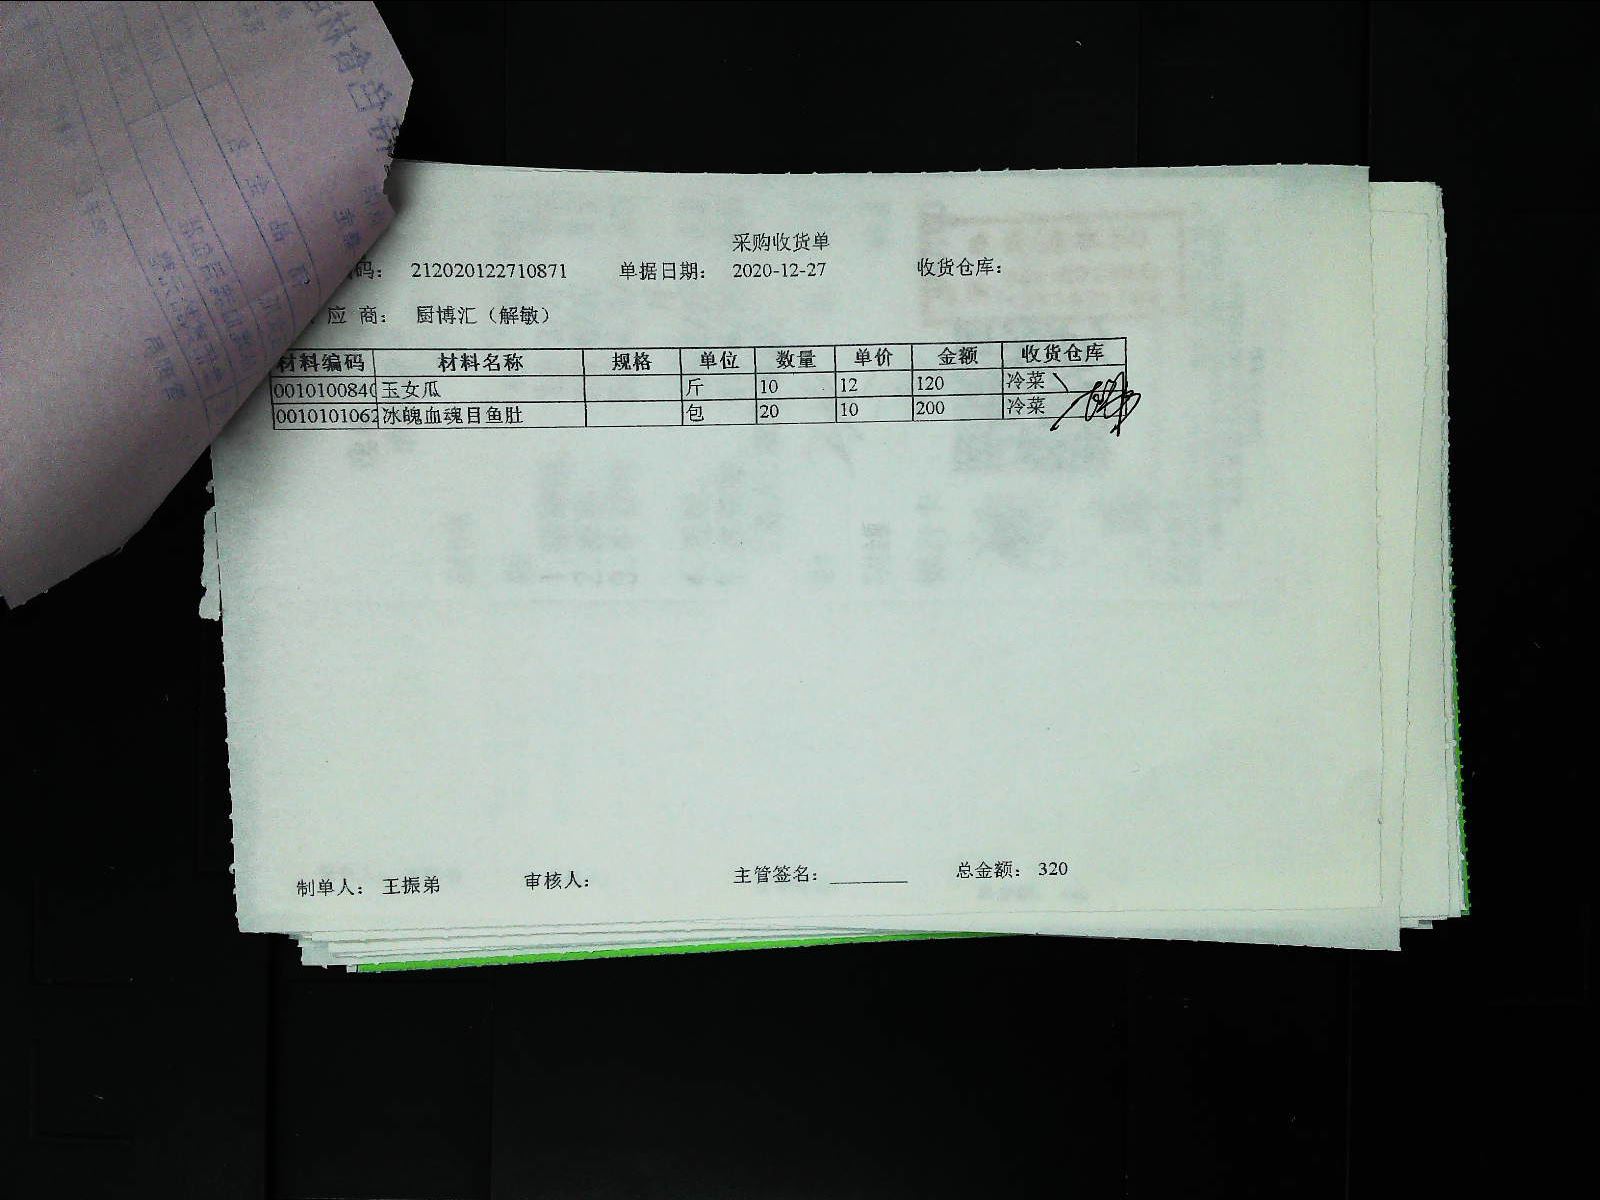 采购收货单
码： 212020122710871 单据日期： 2020-12-27 收货仓库：
应 商： 厨博汇（解敏）
材料编码 材料名称 规格 单位 数量 单价 金额 收货仓库
0010100840 玉女瓜 斤 10 12 120 冷菜
0010101062 冰魄血魂目鱼肚 包 20 10 200 冷菜
制单人： 王振弟 审核人： 主管签名： 总金额： 320